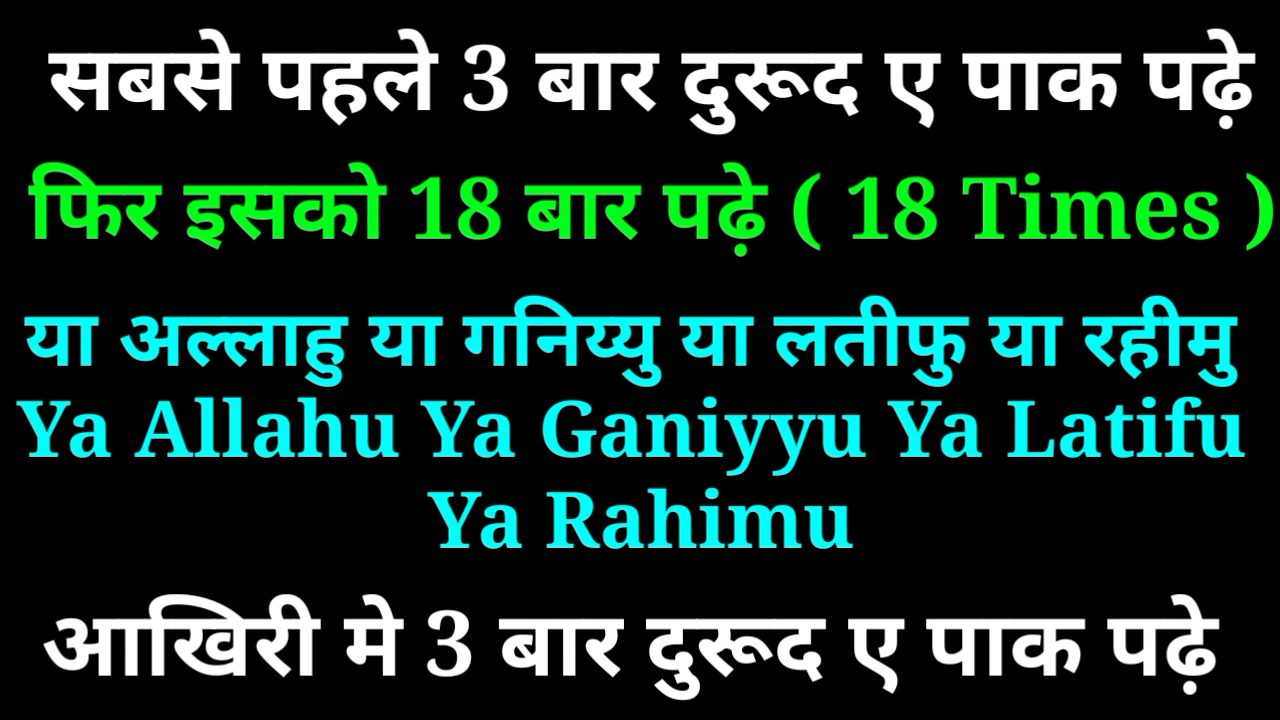 सबसे पहले 3 बार दुरूद ए पाक पढ़े
फिर इसको 18 बार पढ़े ( 18 Times )
या अल्लाहु या गनिय्यु या लतीफु या रहीमु
Ya Allahu Ya Ganiyyu Ya Latifu
Ya Rahimu
आखिरी मे 3 बार दुरूद ए पाक पढ़े